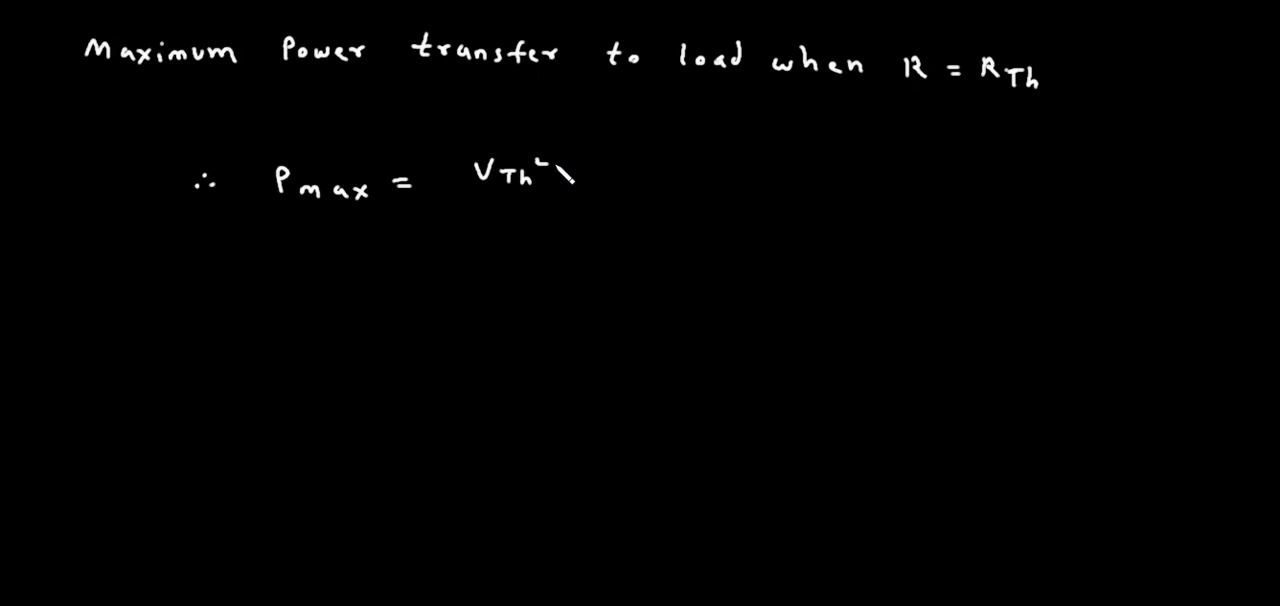 Maximum Power transfer to load when R = RTh
∴ Pmax = VTh²